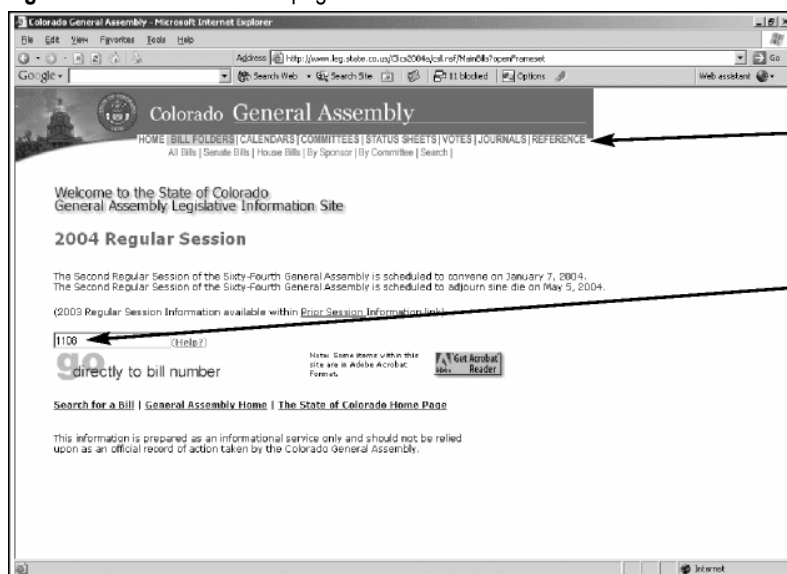 Colorado General Assembly - Microsoft Internet Explorer
File Edit View Favorites Tools Help
Address http://www.leg.state.co.us/Clics2004a/csl.nsf/MainBills?openFrameset Go
Google Search Web Search Site 11 blocked Options Web assistant
Colorado General Assembly
HOME | BILL FOLDERS | CALENDARS | COMMITTEES | STATUS SHEETS | VOTES | JOURNALS | REFERENCE
All Bills | Senate Bills | House Bills | By Sponsor | By Committee | Search |
Welcome to the State of Colorado
General Assembly Legislative Information Site
2004 Regular Session
The Second Regular Session of the Sixty-Fourth General Assembly is scheduled to convene on January 7, 2004.
The Second Regular Session of the Sixty-Fourth General Assembly is scheduled to adjourn sine die on May 5, 2004.
(2003 Regular Session Information available within Prior Session Information link)
1108 (Help?)
go directly to bill number
Note: Some items within this
site are in Adobe Acrobat
Format.
Get Acrobat
Adobe Reader
Search for a Bill | General Assembly Home | The State of Colorado Home Page
This information is prepared as an informational service only and should not be relied
upon as an official record of action taken by the Colorado General Assembly.
Internet